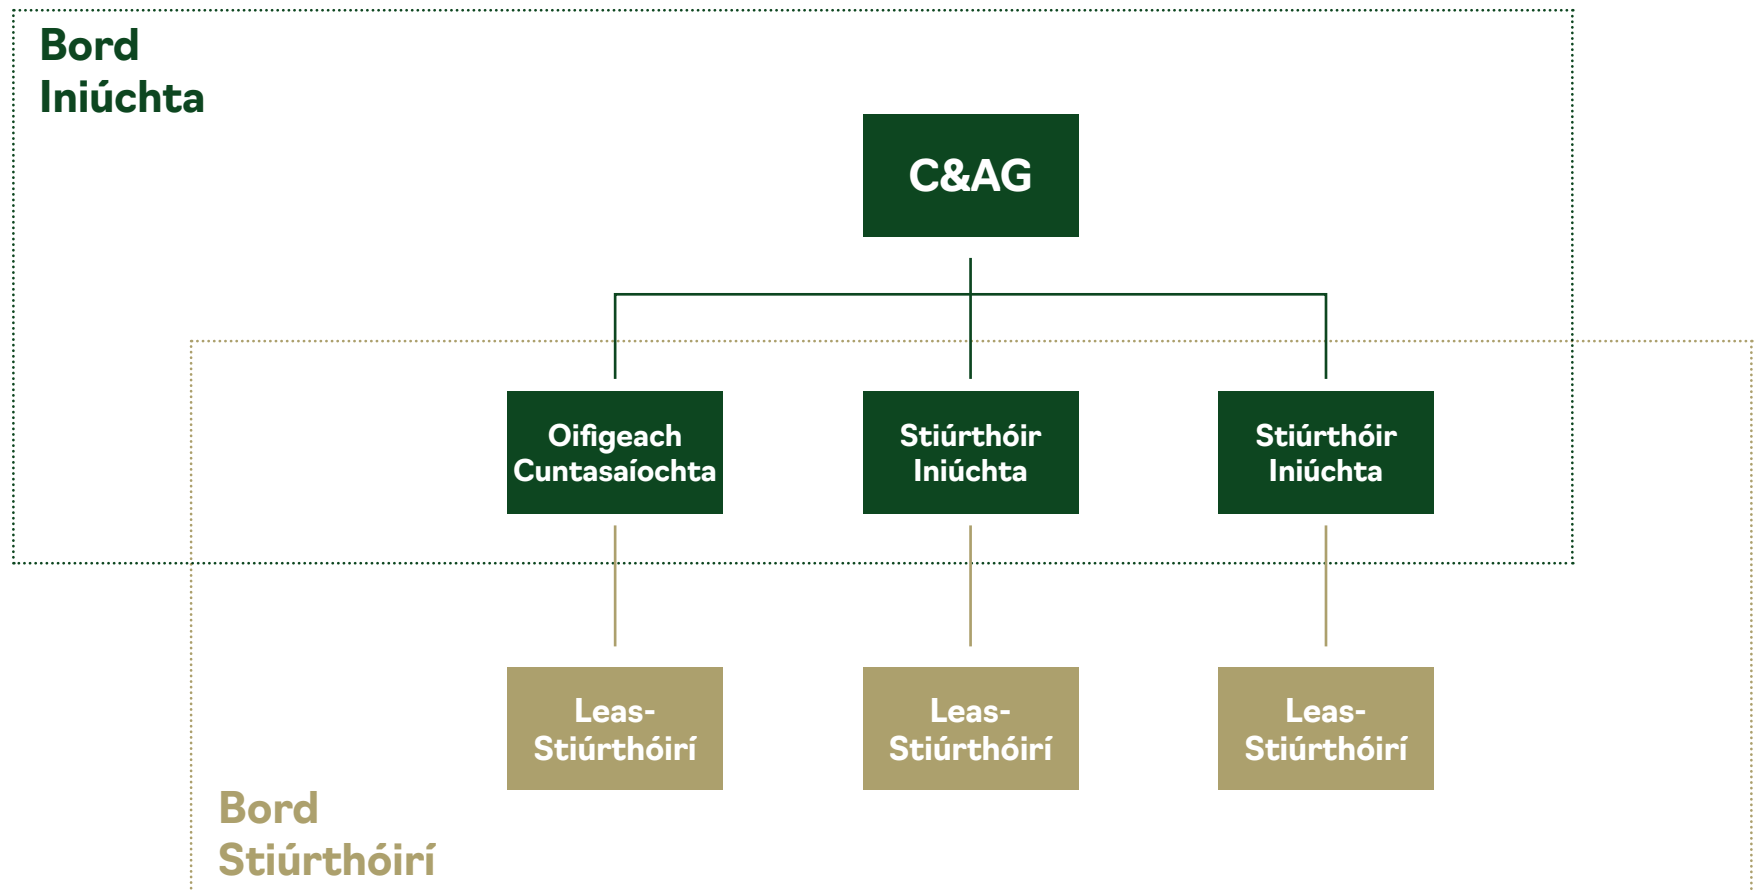 Bord
Iniúchta
C&AG
Oifigeach
Cuntasaíochta
Stiúrthóir
Iniúchta
Stiúrthóir
Iniúchta
Leas-
Stiúrthóirí
Leas-
Stiúrthóirí
Leas-
Stiúrthóirí
Bord
Stiúrthóirí